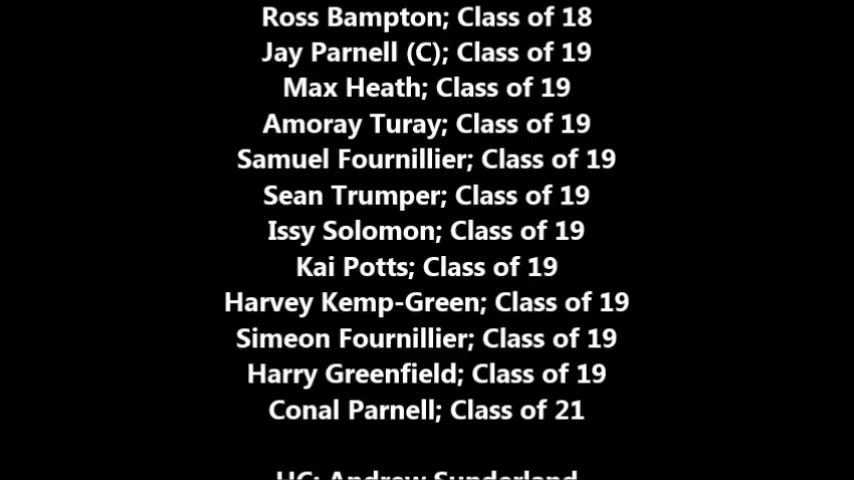 Ross Bampton; Class of 18
Jay Parnell (C); Class of 19
Max Heath; Class of 19
Amoray Turay; Class of 19
Samuel Fournillier; Class of 19
Sean Trumper; Class of 19
Issy Solomon; Class of 19
Kai Potts; Class of 19
Harvey Kemp-Green; Class of 19
Simeon Fournillier; Class of 19
Harry Greenfield; Class of 19
Conal Parnell; Class of 21
HC: Andrew Sunderland